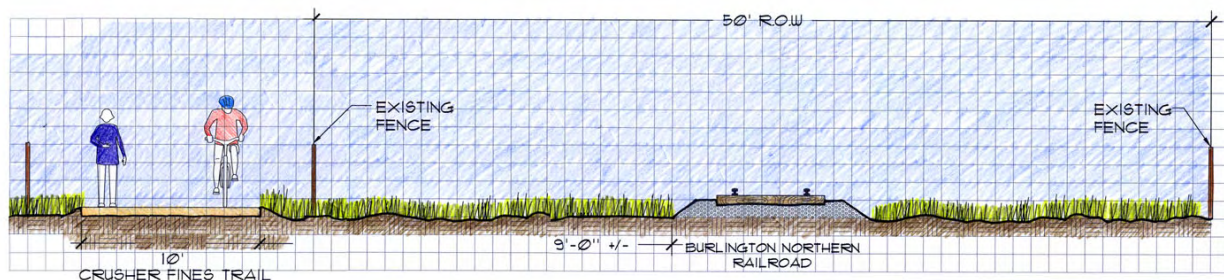 50' R.O.W
EXISTING
FENCE
EXISTING
FENCE
9'-0" +/-
BURLINGTON NORTHERN
RAILROAD
10'
CRUSHER FINES TRAIL